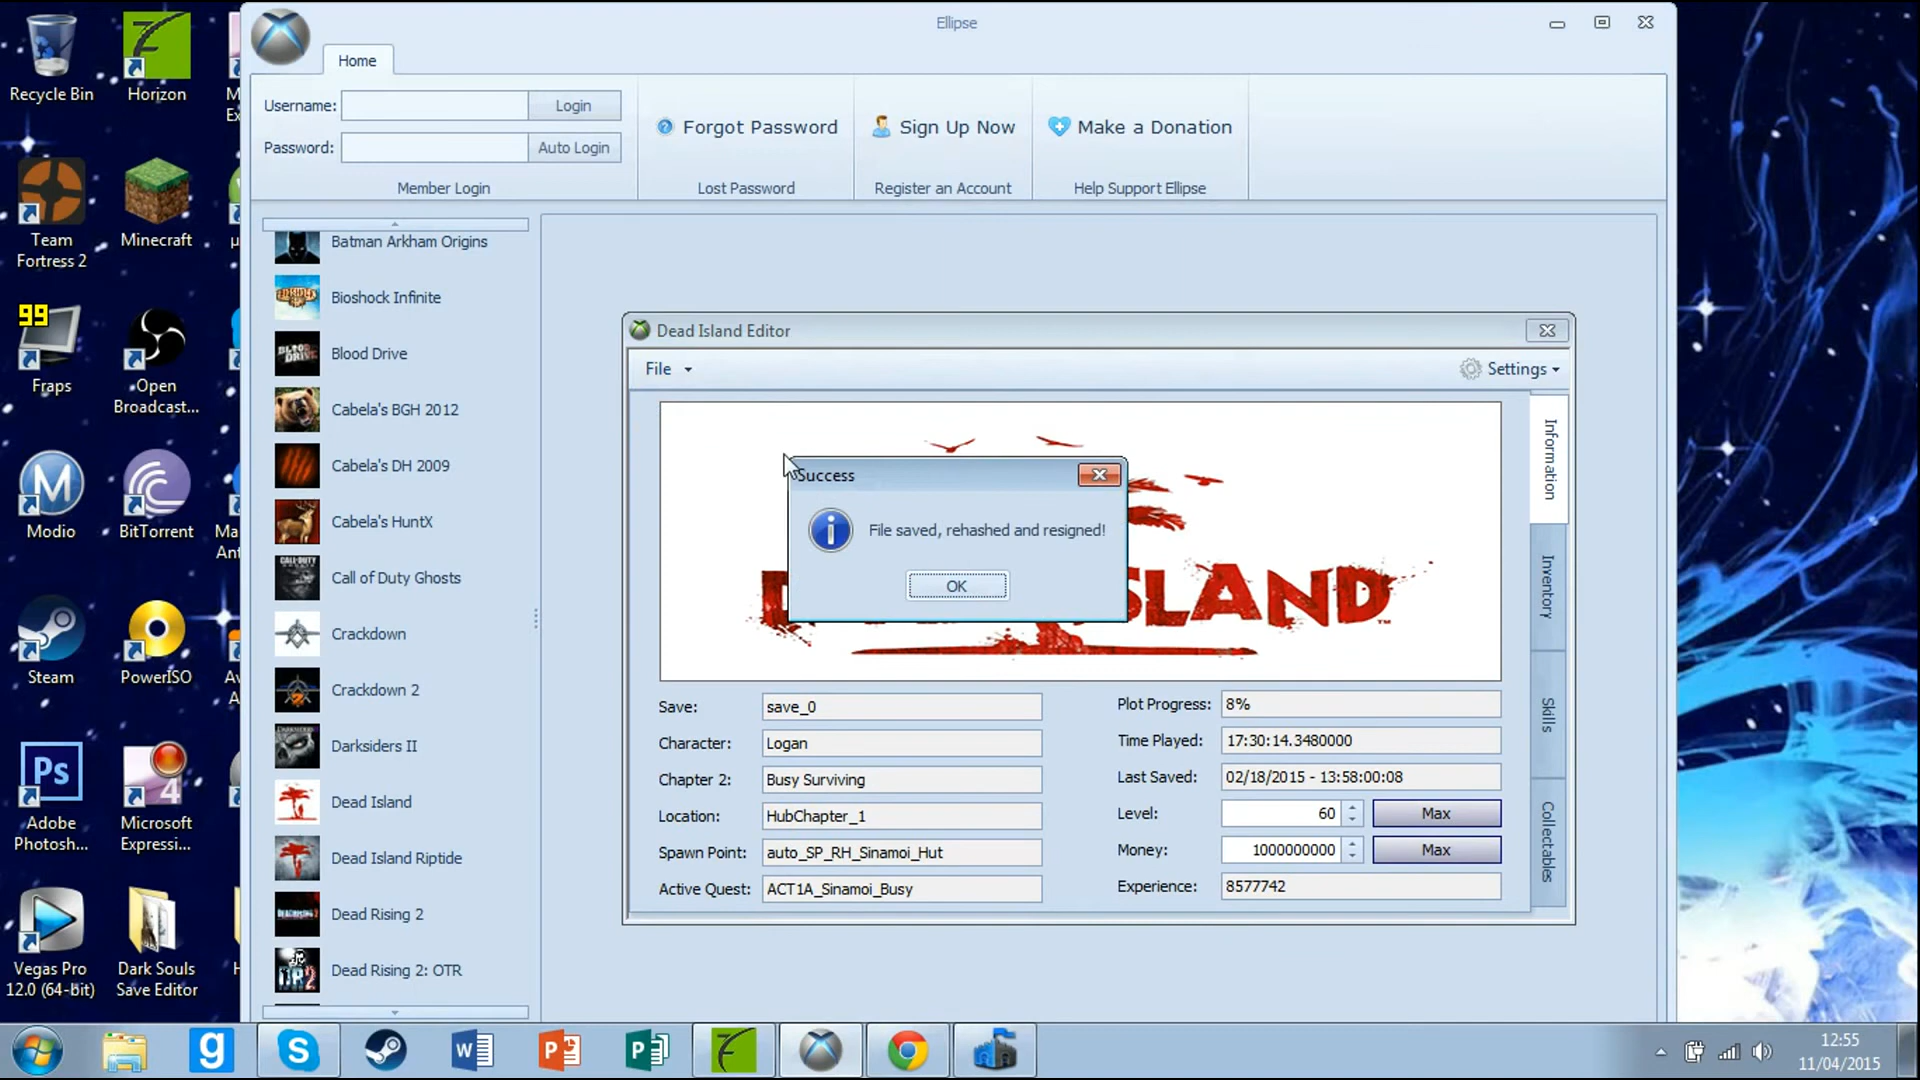 Recycle Bin
Horizon
Team
Fortress 2
Minecraft
99
Fraps
Open
Broadcast...
Modio
BitTorrent
Steam
PowerISO
Ps
Adobe
Photosh...
4
Microsoft
Expressi...
Vegas Pro
12.0 (64-bit)
Dark Souls
Save Editor
Ellipse
Home
Username:
Login
Password:
Auto Login
Member Login
Forgot Password
Lost Password
Sign Up Now
Register an Account
Make a Donation
Help Support Ellipse
Batman Arkham Origins
Bioshock Infinite
Blood Drive
Cabela's BGH 2012
Cabela's DH 2009
Cabela's HuntX
Call of Duty Ghosts
Crackdown
Crackdown 2
Darksiders II
Dead Island
Dead Island Riptide
Dead Rising 2
Dead Rising 2: OTR
Dead Island Editor
File
Settings
Success
File saved, rehashed and resigned!
OK
ISLAND™
Information
Inventory
Skills
Collectables
Save: save_0
Character: Logan
Chapter 2: Busy Surviving
Location: HubChapter_1
Spawn Point: auto_SP_RH_Sinamoi_Hut
Active Quest: ACT1A_Sinamoi_Busy
Plot Progress: 8%
Time Played: 17:30:14.3480000
Last Saved: 02/18/2015 - 13:58:00:08
Level: 60 Max
Money: 1000000000 Max
Experience: 8577742
12:55
11/04/2015